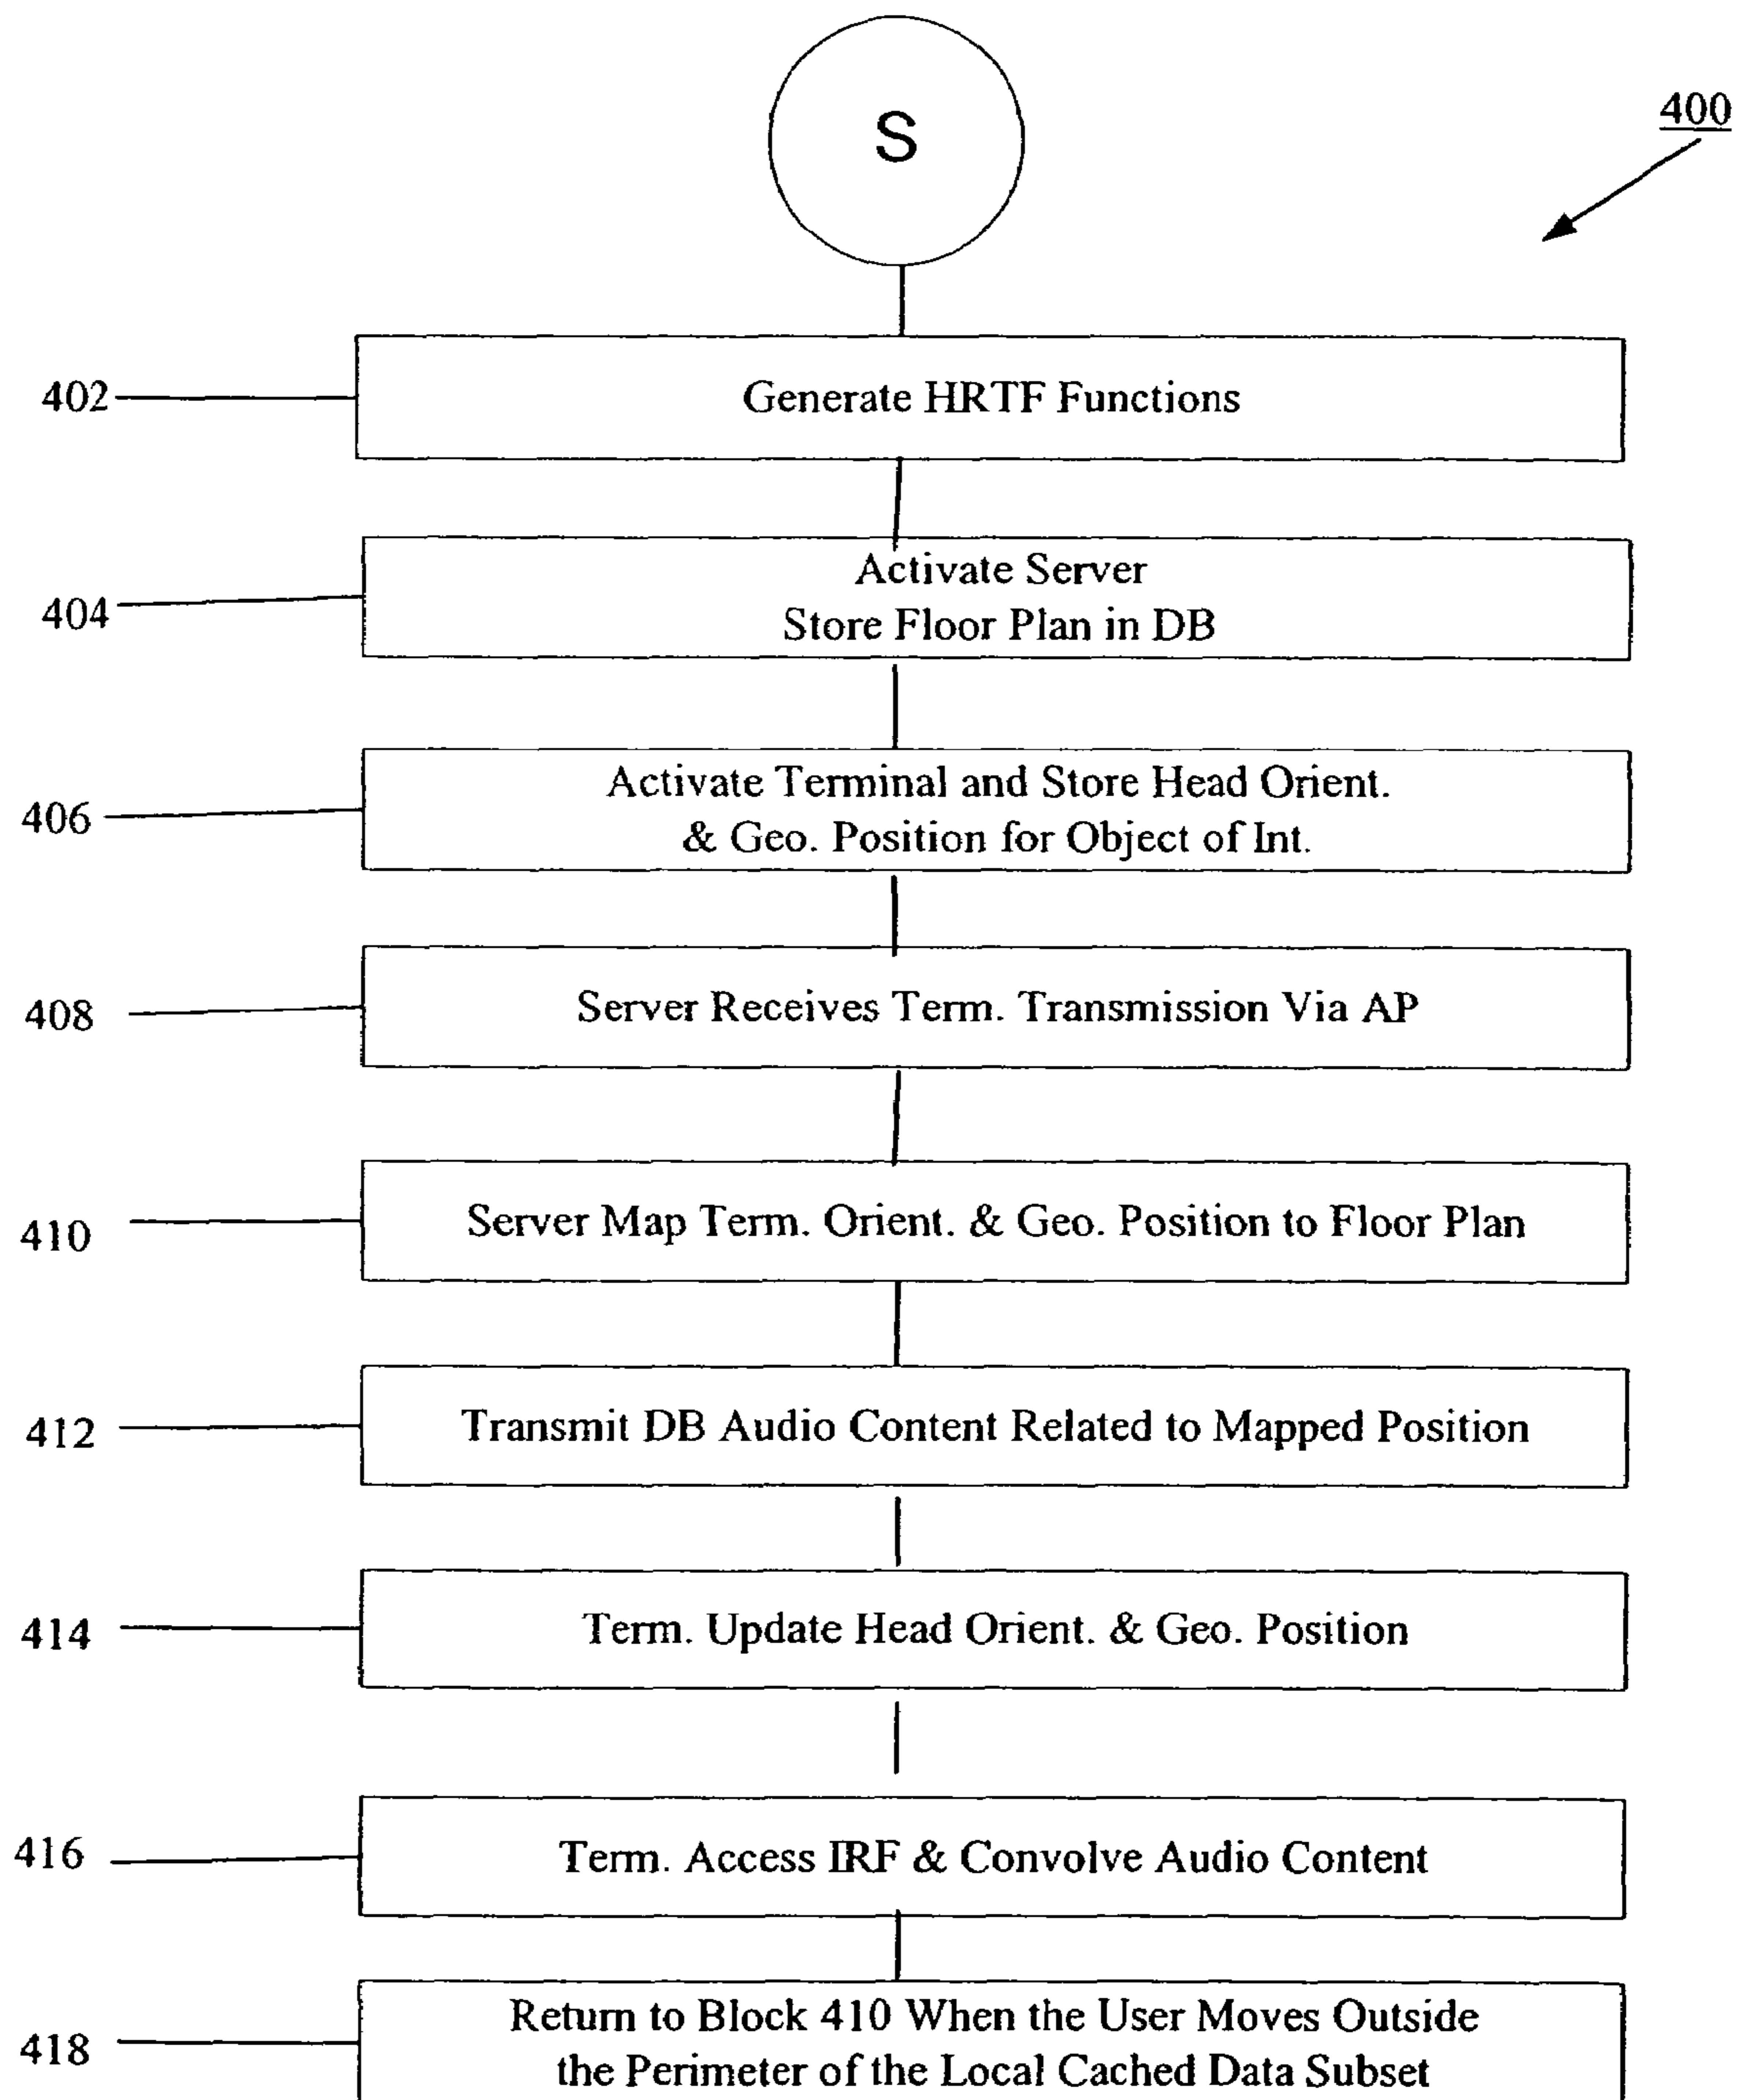 S
400
402
Generate HRTF Functions
404
Activate Server
Store Floor Plan in DB
406
Activate Terminal and Store Head Orient.
& Geo. Position for Object of Int.
408
Server Receives Term. Transmission Via AP
410
Server Map Term. Orient. & Geo. Position to Floor Plan
412
Transmit DB Audio Content Related to Mapped Position
414
Term. Update Head Orient. & Geo. Position
416
Term. Access IRF & Convolve Audio Content
418
Return to Block 410 When the User Moves Outside
the Perimeter of the Local Cached Data Subset